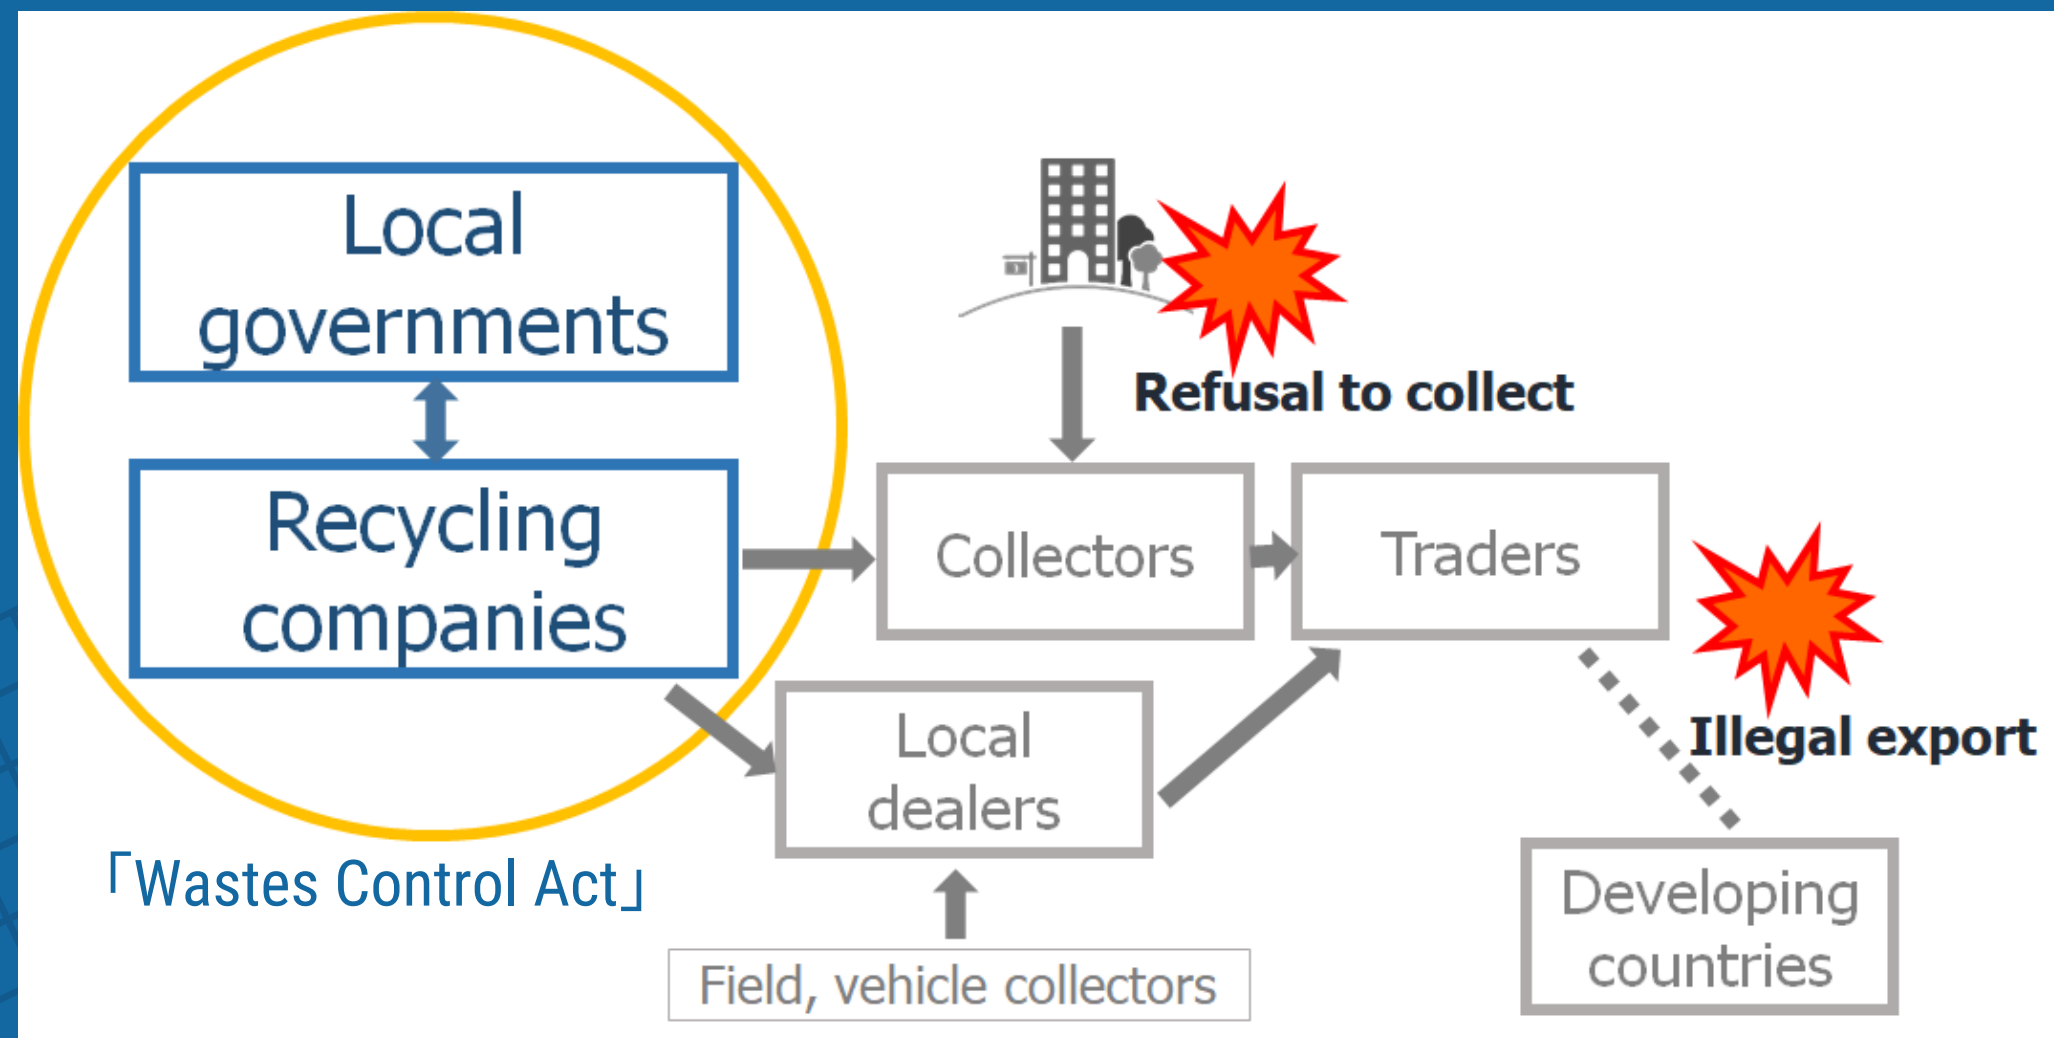 Local
governments
Recycling
companies
「Wastes Control Act」
Refusal to collect
Collectors
Traders
Local
dealers
Field, vehicle collectors
Illegal export
Developing
countries